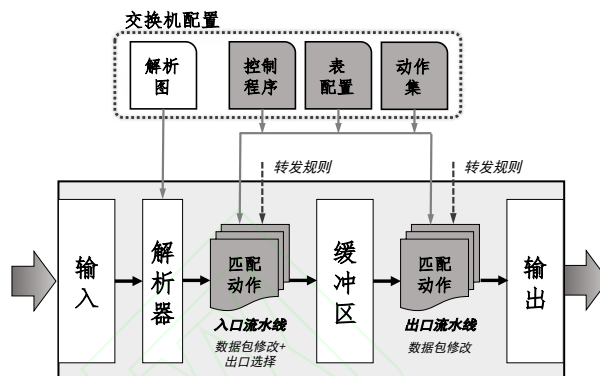 交换机配置
解析
图
控制
程序
表
配置
动作
集
转发规则
转发规则
输
入
解
析
器
匹配
动作
缓
冲
区
匹配
动作
输
出
入口流水线
数据包修改+
出口选择
出口流水线
数据包修改